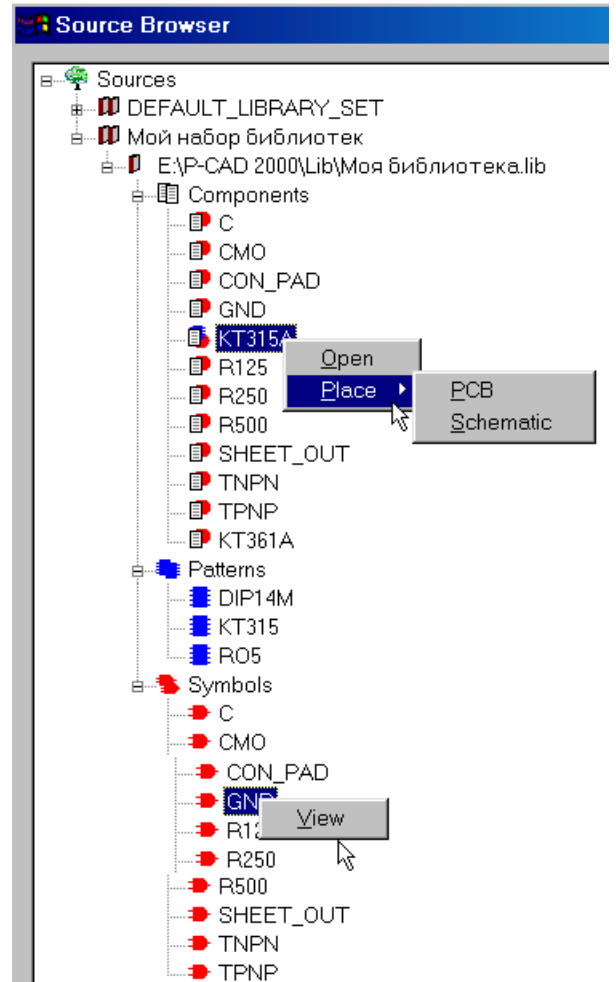 Source Browser
Sources
DEFAULT_LIBRARY_SET
Мой набор библиотек
E:\P-CAD 2000\Lib\Моя библиотека.lib
Components
C
CMO
CON_PAD
GND
KT315A
Open
R125
Place
PCB
R250
R500
Schematic
SHEET_OUT
TNPN
TPNP
KT361A
Patterns
DIP14M
KT315
RO5
Symbols
C
CMO
CON_PAD
GND
View
R250
R500
SHEET_OUT
TNPN
TPNP